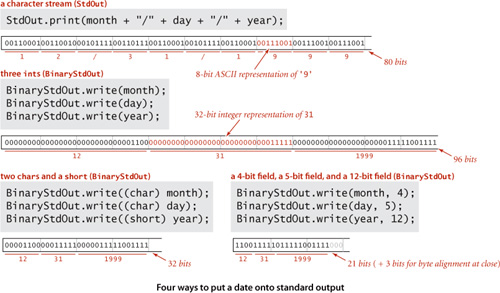 a character stream (StdOut)
StdOut.print(month + "/" + day + "/" + year);
00110001001100100010111100110111001100010010111100110001001110010011100100111001
1 2 / 3 1 / 1 9 9 9
80 bits
8-bit ASCII representation of '9'
three ints (BinaryStdOut)
BinaryStdOut.write(month);
BinaryStdOut.write(day);
BinaryStdOut.write(year);
32-bit integer representation of 31
000000000000000000000000000011000000000000000000000000000001111100000000000000000000011111001111
12 31 1999
96 bits
two chars and a short (BinaryStdOut)
BinaryStdOut.write((char) month);
BinaryStdOut.write((char) day);
BinaryStdOut.write((short) year);
00001100000111110000011111001111
12 31 1999
32 bits
a 4-bit field, a 5-bit field, and a 12-bit field (BinaryStdOut)
BinaryStdOut.write(month, 4);
BinaryStdOut.write(day, 5);
BinaryStdOut.write(year, 12);
110011111011111001111000
12 31 1999
21 bits ( + 3 bits for byte alignment at close)
Four ways to put a date onto standard output